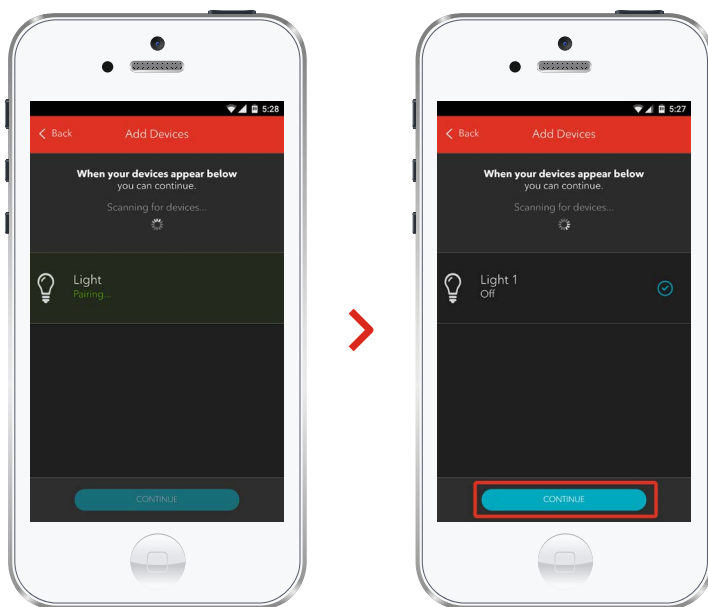 5:28
Back Add Devices
When your devices appear below
you can continue.
Scanning for devices...
Light
Pairing...
CONTINUE
5:27
Back Add Devices
When your devices appear below
you can continue.
Scanning for devices...
Light 1
Off
CONTINUE